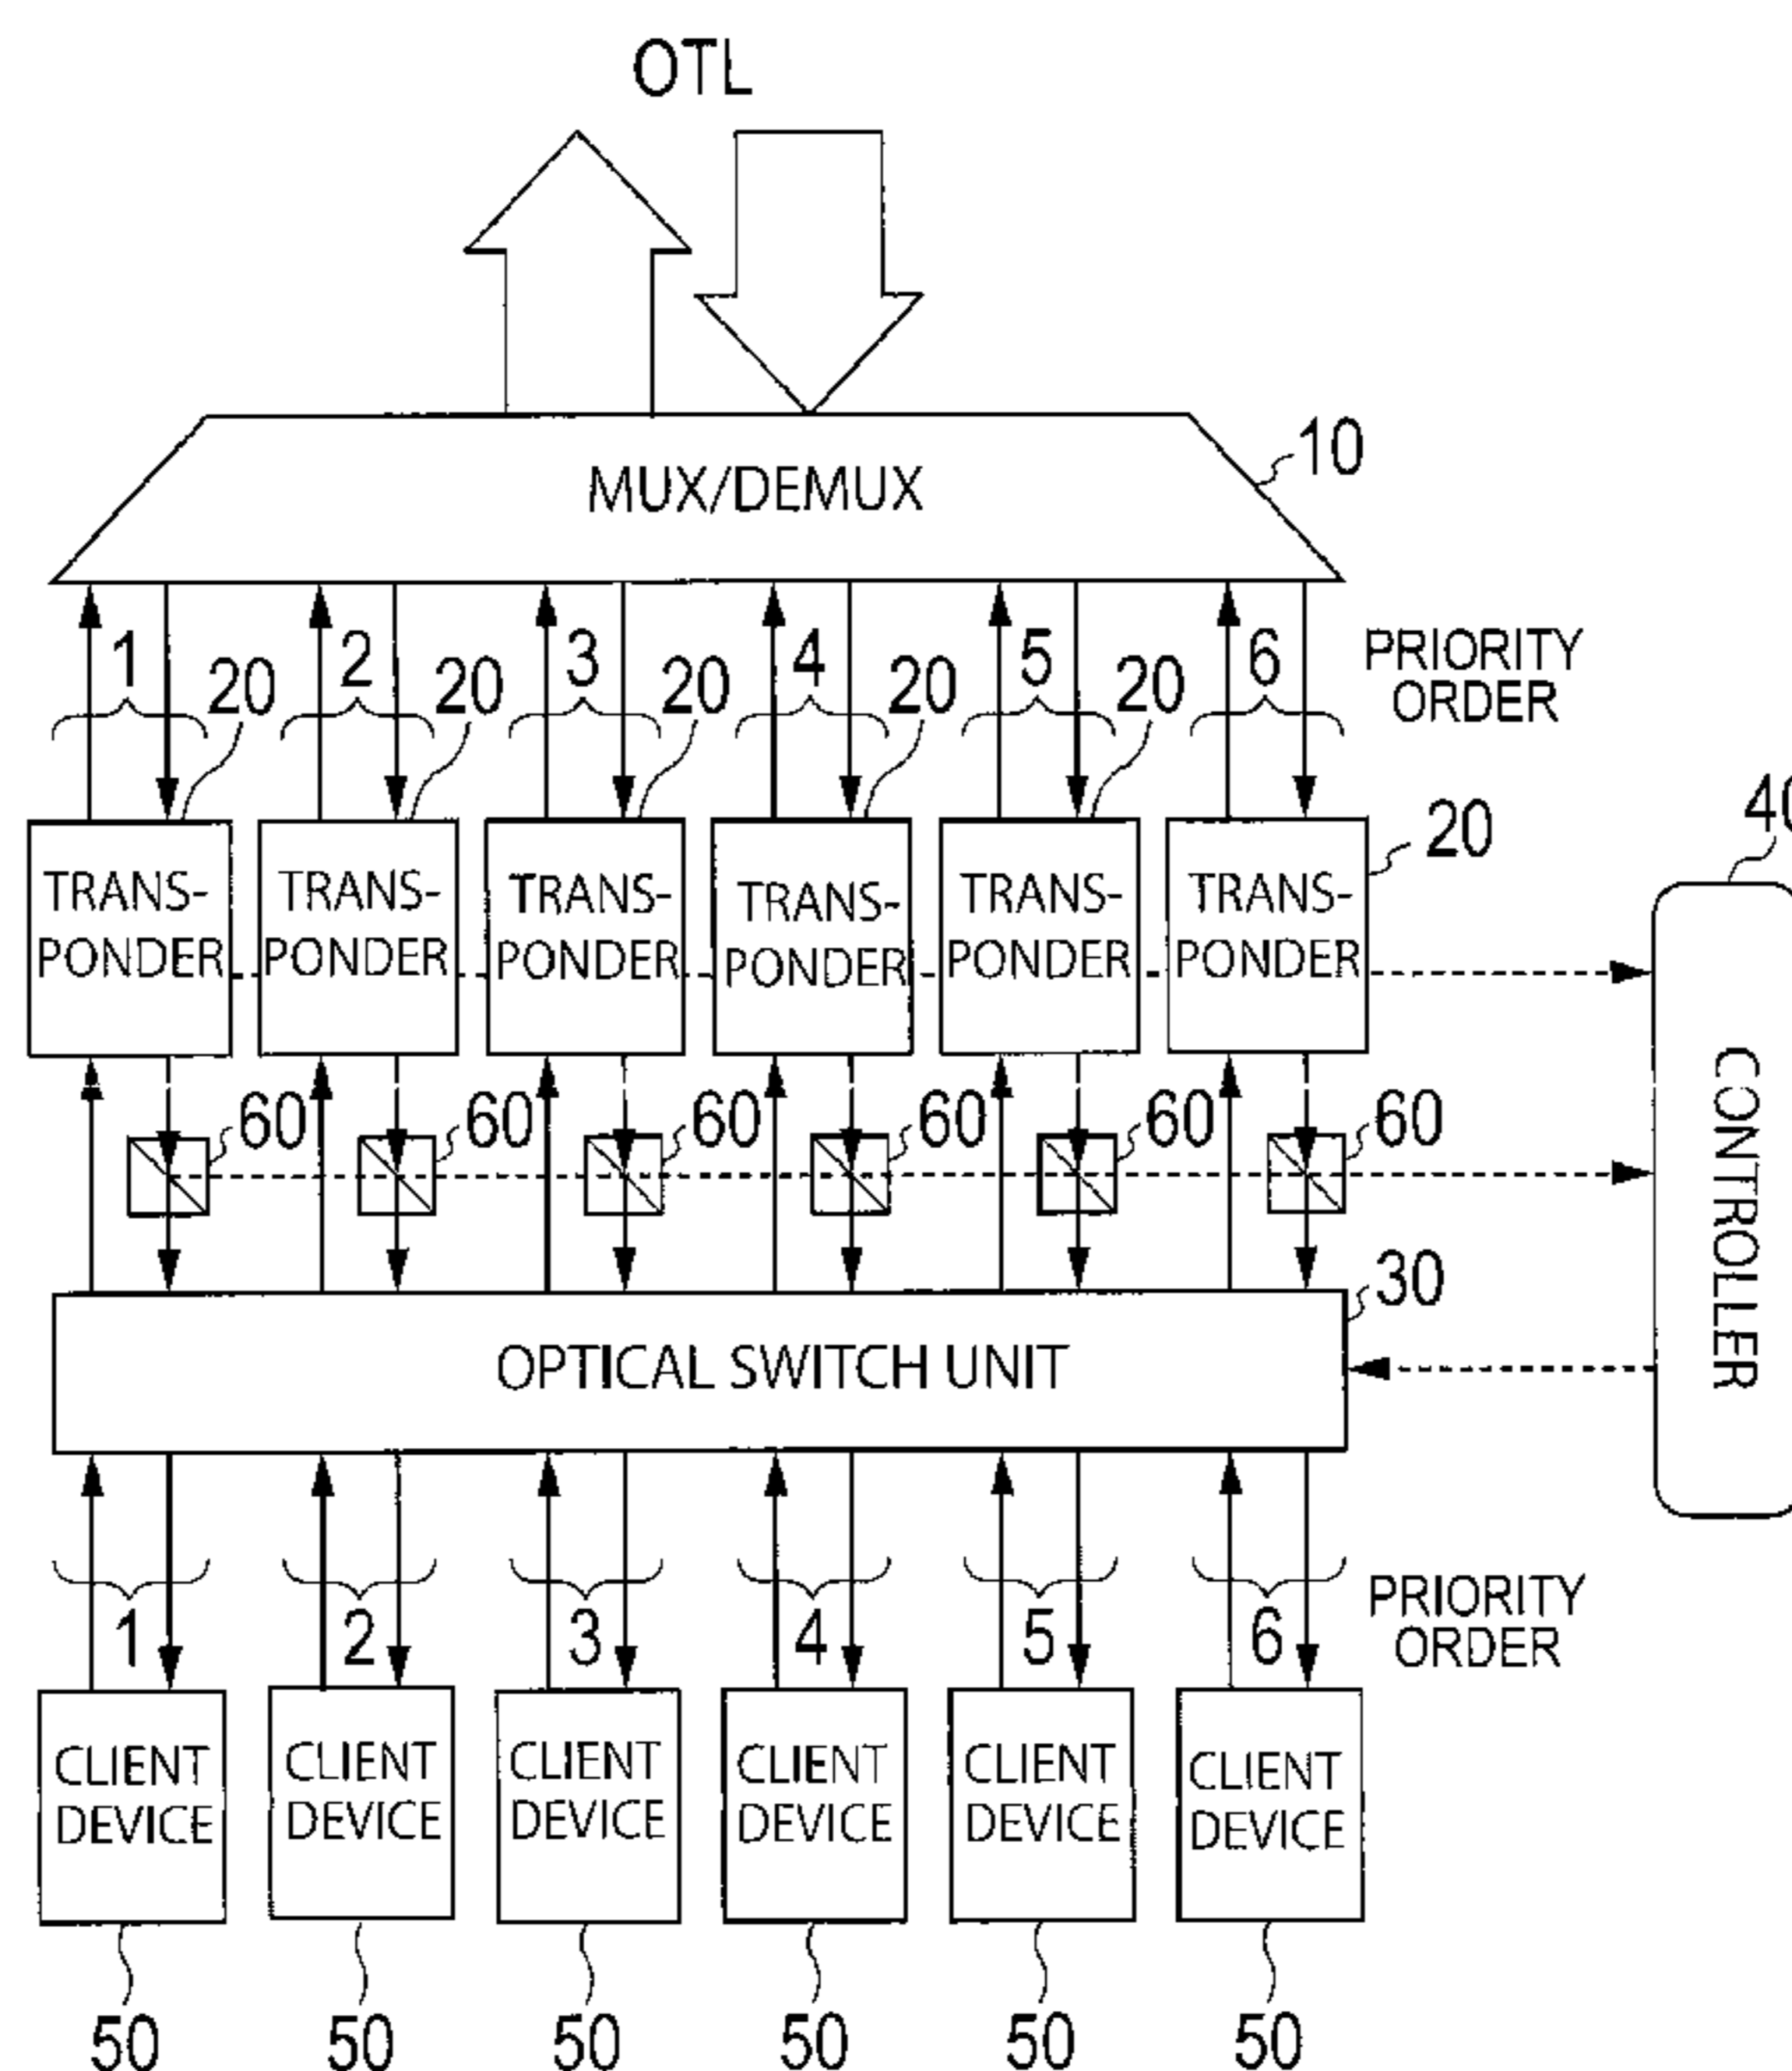 OTL
10
MUX/DEMUX
1 2 3 4 5 6
PRIORITY
ORDER
20 20 20 20 20
20
40
TRANS-
PONDER
TRANS-
PONDER
TRANS-
PONDER
TRANS-
PONDER
TRANS-
PONDER
TRANS-
PONDER
CONTROLLER
60 60 60 60 60 60
30
OPTICAL SWITCH UNIT
1 2 3 4 5 6
PRIORITY
ORDER
CLIENT
DEVICE
CLIENT
DEVICE
CLIENT
DEVICE
CLIENT
DEVICE
CLIENT
DEVICE
CLIENT
DEVICE
50 50 50 50 50 50